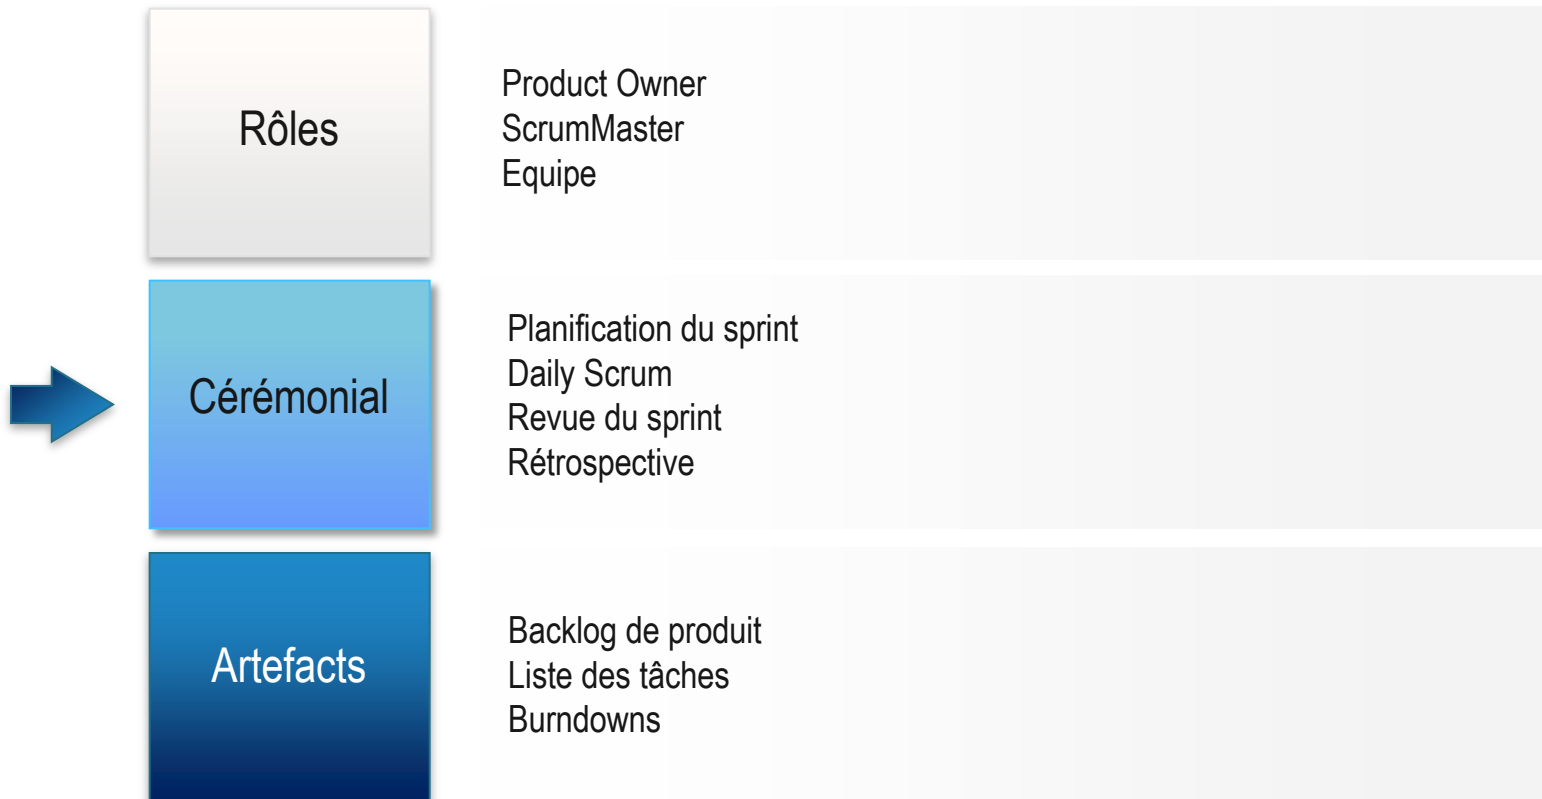 Rôles
Product Owner
ScrumMaster
Equipe
Cérémonial
Planification du sprint
Daily Scrum
Revue du sprint
Rétrospective
Artefacts
Backlog de produit
Liste des tâches
Burndowns